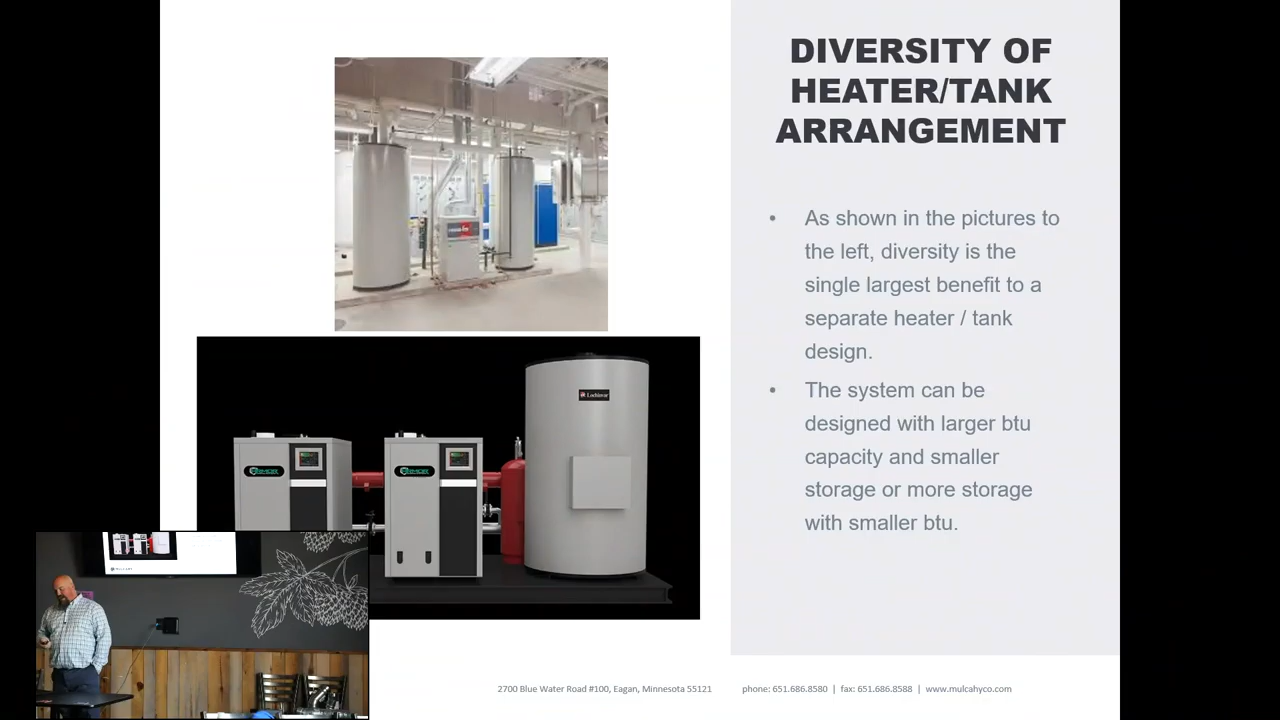 DIVERSITY OF
HEATER/TANK
ARRANGEMENT
• As shown in the pictures to
the left, diversity is the
single largest benefit to a
separate heater / tank
design.
• The system can be
designed with larger btu
capacity and smaller
storage or more storage
with smaller btu.
Lochinvar
ARMOR
ARMOR
2700 Blue Water Road #100, Eagan, Minnesota 55121 phone: 651.686.8580 | fax: 651.686.8588 | www.mulcahyco.com